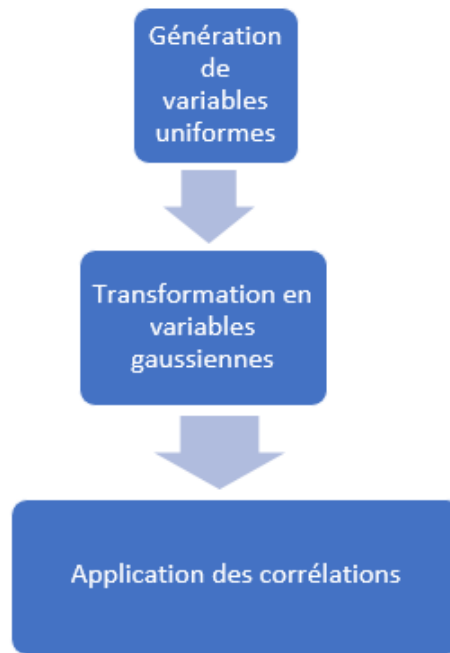 Génération
de
variables
uniformes
Transformation en
variables
gaussiennes
Application des corrélations